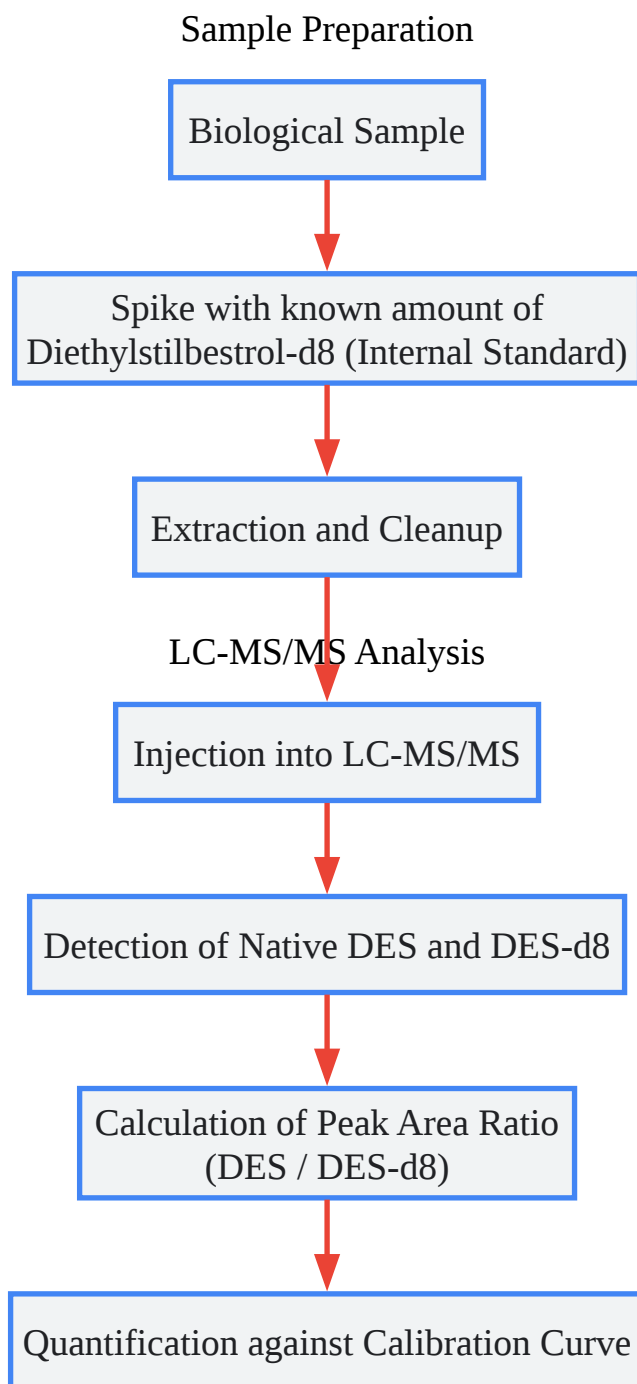 Sample Preparation
Biological Sample
Spike with known amount of
Diethylstilbestrol-d8 (Internal Standard)
Extraction and Cleanup
LC-MS/MS Analysis
Injection into LC-MS/MS
Detection of Native DES and DES-d8
Calculation of Peak Area Ratio
(DES / DES-d8)
Quantification against Calibration Curve